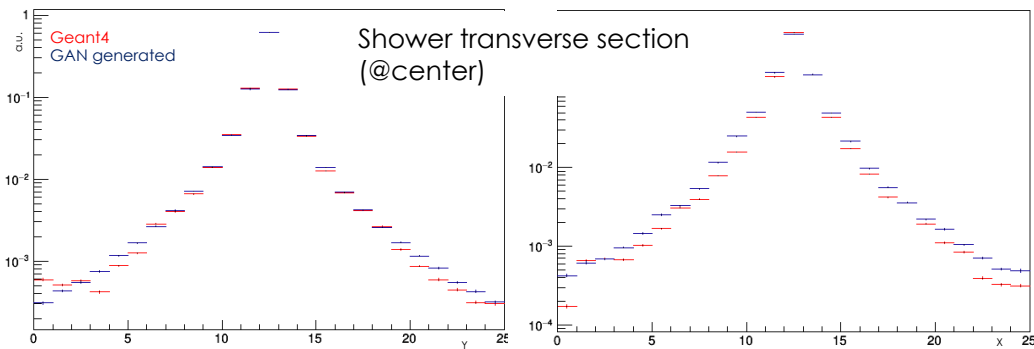 1
a.u.
Geant4
GAN generated
Shower transverse section
(@center)
10⁻¹
10⁻²
10⁻³
0 5 10 15 20 25
Y
10⁻²
10⁻³
10⁻⁴
0 5 10 15 20 25
X